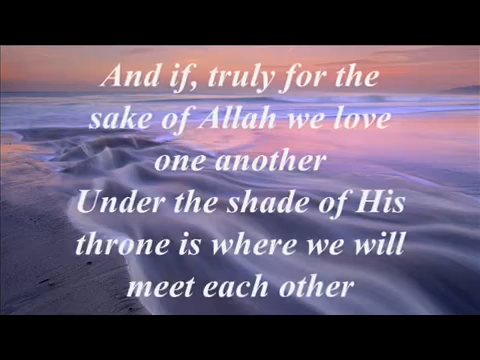 And if, truly for the
sake of Allah we love
one another
Under the shade of His
throne is where we will
meet each other